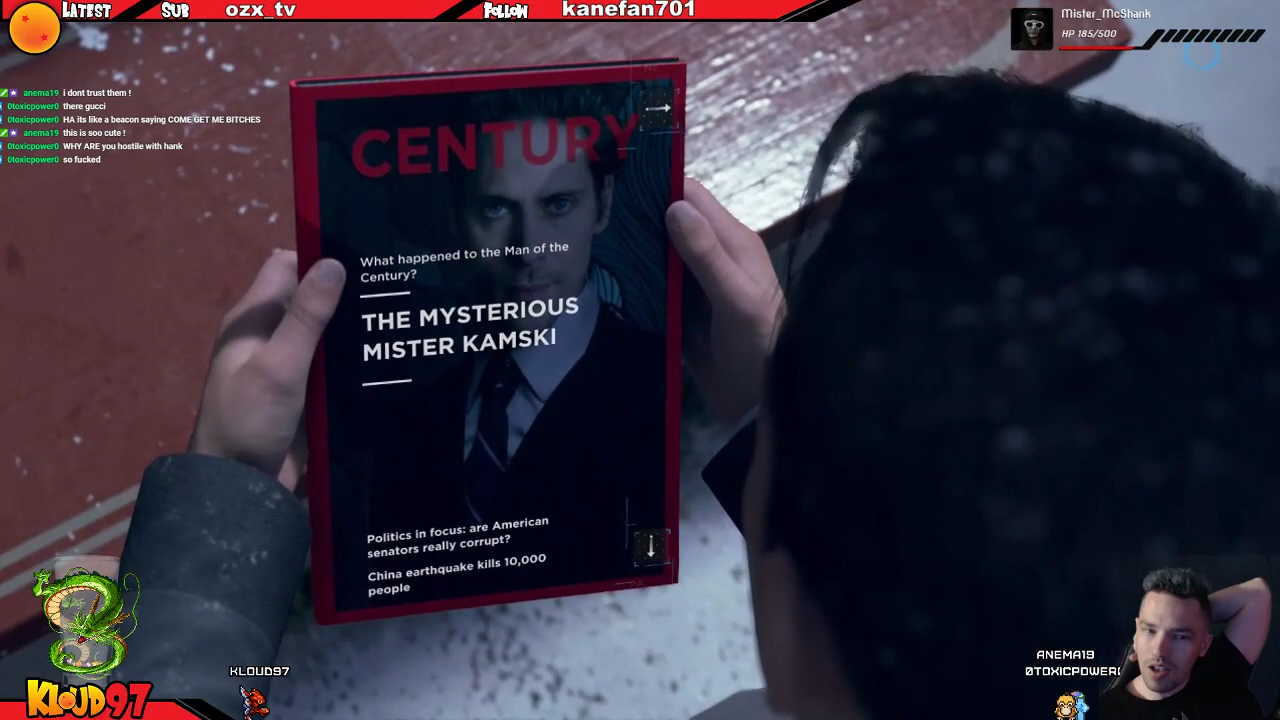 LATEST SUB ozx_tv FOLLOW kanefan701
Mister_McShank
HP 185/500
anema19 i dont trust them !
0toxicpower0 there gucci
0toxicpower0 HA its like a beacon saying COME GET ME BITCHES
anema19 this is soo cute !
0toxicpower0 WHY ARE you hostile with hank
0toxicpower0 so fucked
CENTURY
What happened to the Man of the
Century?
THE MYSTERIOUS
MISTER KAMSKI
Politics in focus: are American
senators really corrupt?
China earthquake kills 10,000
people
KLOUD97
KLOUD97
ANEMA19
0TOXICPOWER